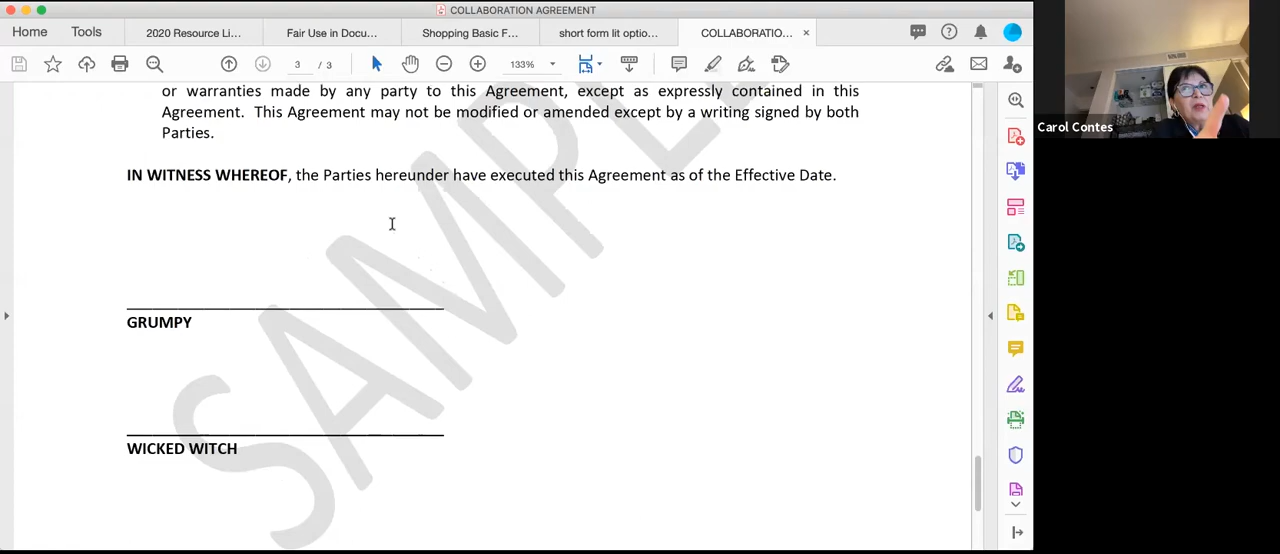 COLLABORATION AGREEMENT
Home Tools 2020 Resource Li... Fair Use in Docu... Shopping Basic F... short form lit optio... COLLABORATIO... ×
3 / 3 133%
or warranties made by any party to this Agreement, except as expressly contained in this
Agreement. This Agreement may not be modified or amended except by a writing signed by both
Parties.
IN WITNESS WHEREOF, the Parties hereunder have executed this Agreement as of the Effective Date.
GRUMPY
WICKED WITCH
SAMPLE
Carol Contes